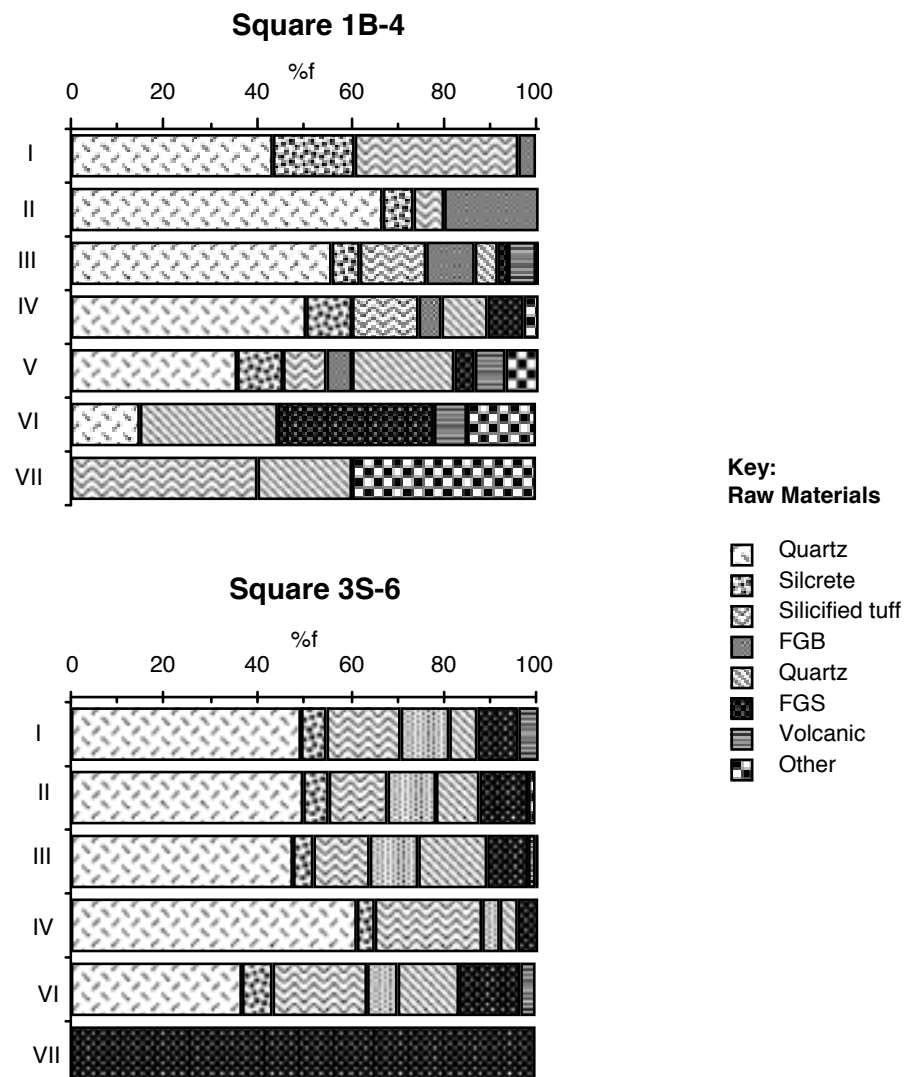 Square 1B-4
%f
0 20 40 60 80 100
I
II
III
IV
V
VI
VII
Key:
Raw Materials
Quartz
Silcrete
Silicified tuff
FGB
Quartz
FGS
Volcanic
Other
Square 3S-6
%f
0 20 40 60 80 100
I
II
III
IV
VI
VII